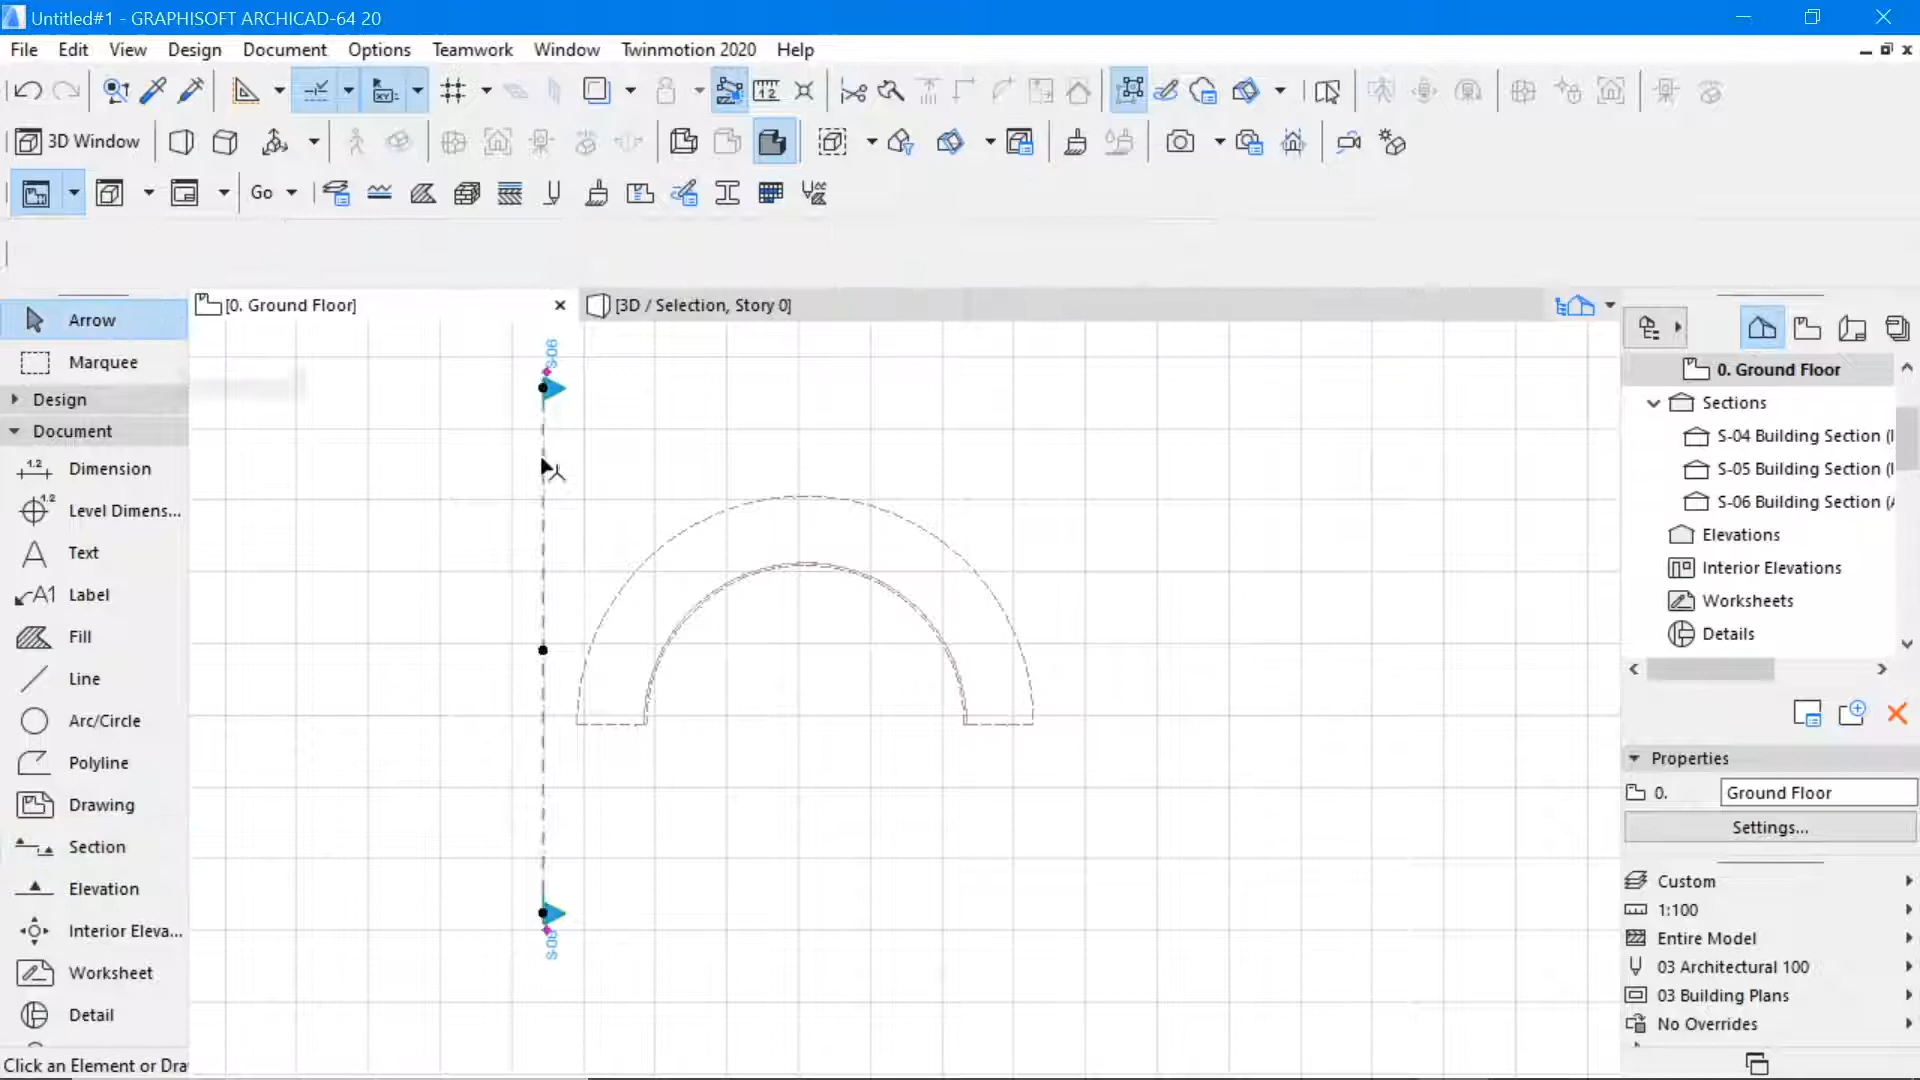 Untitled#1 - GRAPHISOFT ARCHICAD-64 20
File Edit View Design Document Options Teamwork Window Twinmotion 2020 Help
3D Window
Go
Arrow
Marquee
Design
Document
Dimension
Level Dimens...
Text
Label
Fill
Line
Arc/Circle
Polyline
Drawing
Section
Elevation
Interior Eleva...
Worksheet
Detail
Click an Element or Dra
[0. Ground Floor]
[3D / Selection, Story 0]
S-06
S-06
0. Ground Floor
Sections
S-04 Building Section (
S-05 Building Section (
S-06 Building Section (
Elevations
Interior Elevations
Worksheets
Details
Properties
0. Ground Floor
Settings...
Custom
1:100
Entire Model
03 Architectural 100
03 Building Plans
No Overrides